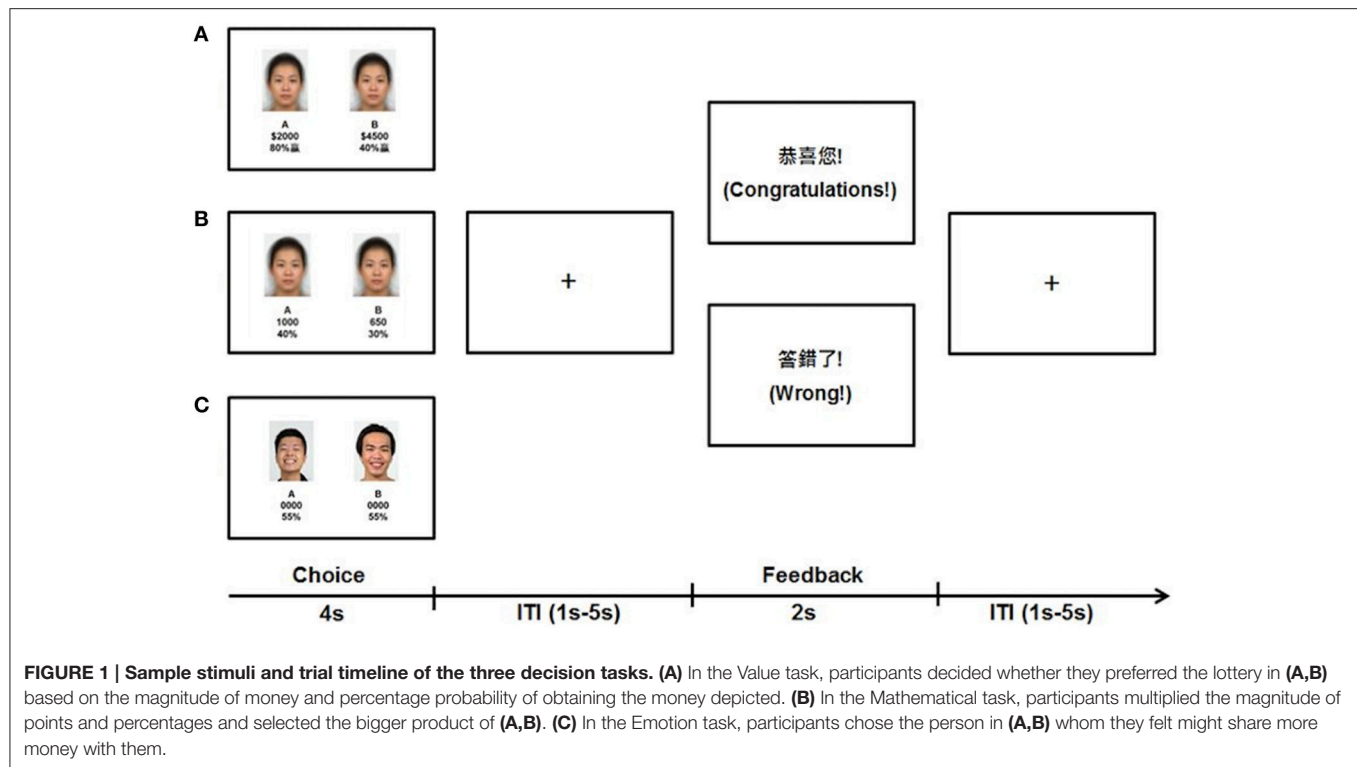 A
A
$2000
80%赢
B
$4500
40%赢
B
A
1000
40%
B
650
30%
C
A
0000
55%
B
0000
55%
+
恭喜您!
(Congratulations!)
答錯了!
(Wrong!)
+
Choice
4s
ITI (1s-5s)
Feedback
2s
ITI (1s-5s)
FIGURE 1 | Sample stimuli and trial timeline of the three decision tasks. (A) In the Value task, participants decided whether they preferred the lottery in (A,B)
based on the magnitude of money and percentage probability of obtaining the money depicted. (B) In the Mathematical task, participants multiplied the magnitude of
points and percentages and selected the bigger product of (A,B). (C) In the Emotion task, participants chose the person in (A,B) whom they felt might share more
money with them.